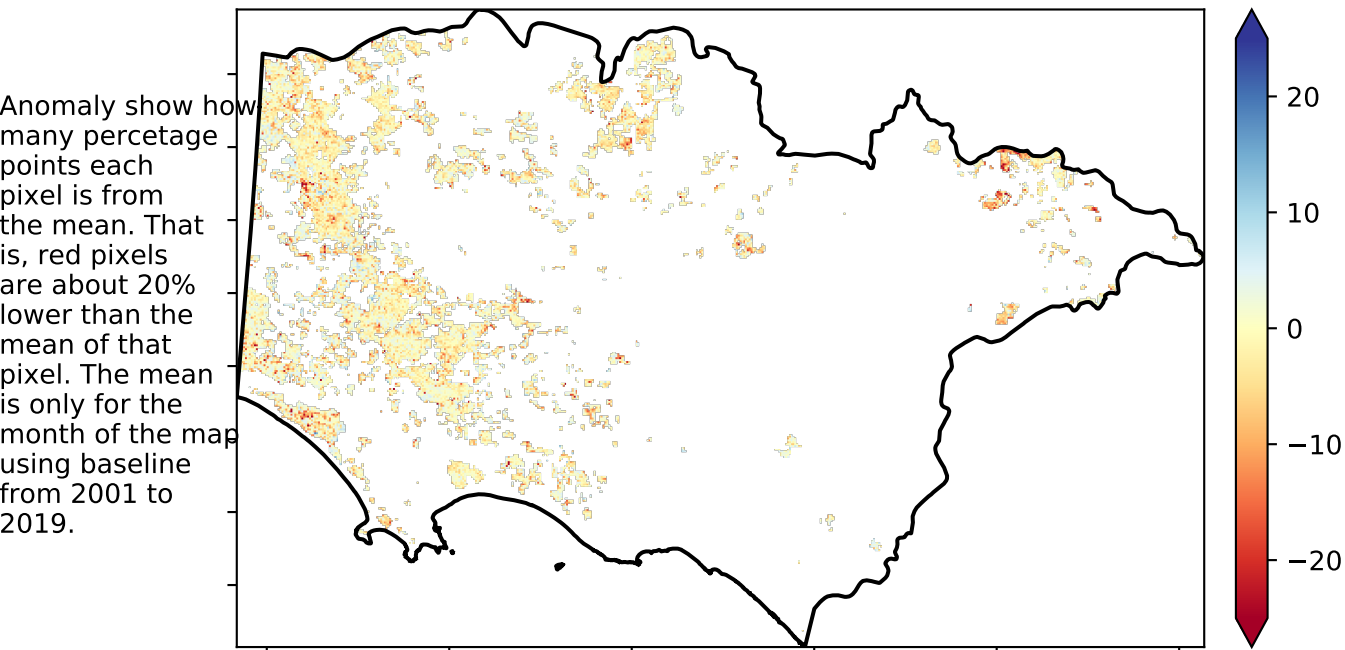 Anomaly show how
many percetage
points each
pixel is from
the mean. That
is, red pixels
are about 20%
lower than the
mean of that
pixel. The mean
is only for the
month of the map
using baseline
from 2001 to
2019.
20
10
0
−10
−20